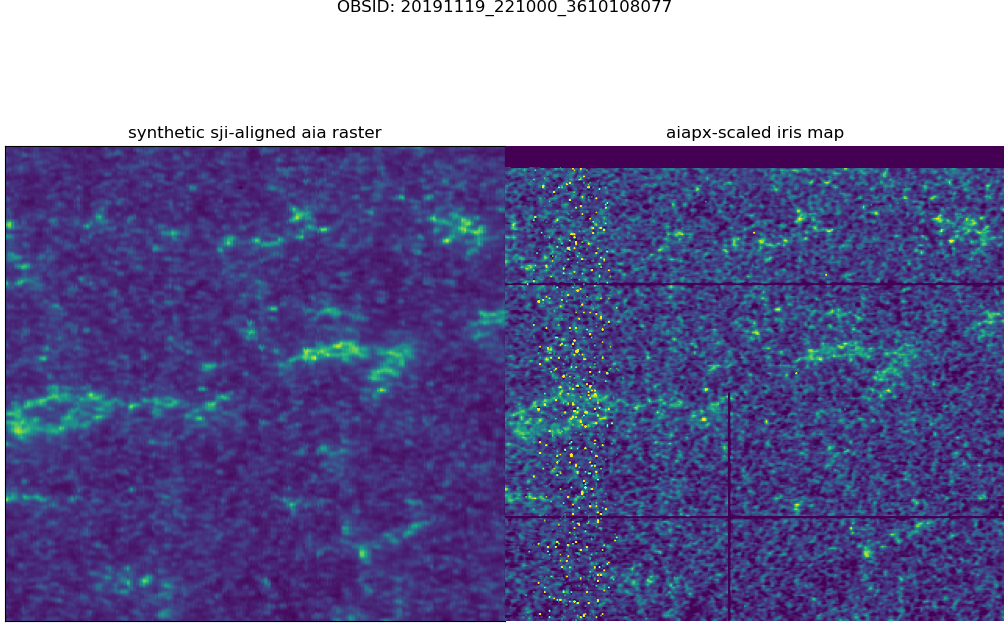 OBSID: 20191119_221000_3610108077
synthetic sji-aligned aia raster
aiapx-scaled iris map